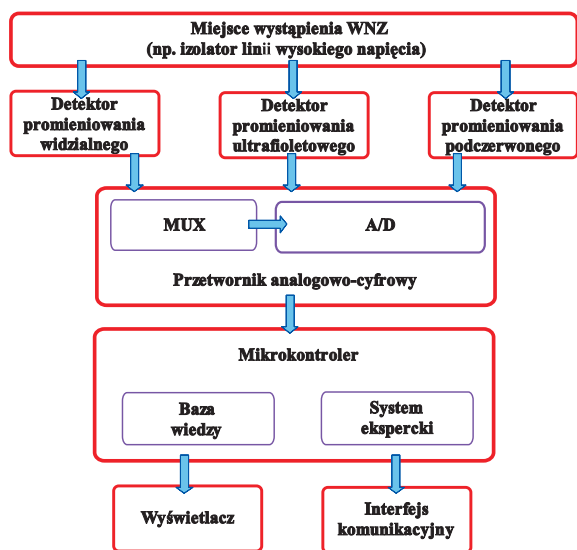 Miejsce wystąpienia WNZ
(np. izolator linii wysokiego napięcia)
Detektor
promieniowania
widzialnego
Detektor
promieniowania
ultrafioletowego
Detektor
promieniowania
podczerwonego
MUX
A/D
Przetwornik analogowo-cyfrowy
Mikrokontroler
Baza
wiedzy
System
ekspercki
Wyświetlacz
Interfejs
komunikacyjny